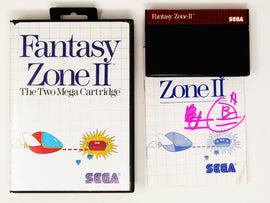 Fantasy
Zone II
The Two Mega Cartridge
SEGA
Fantasy Zone II
SEGA
Zone II
B
SEGA